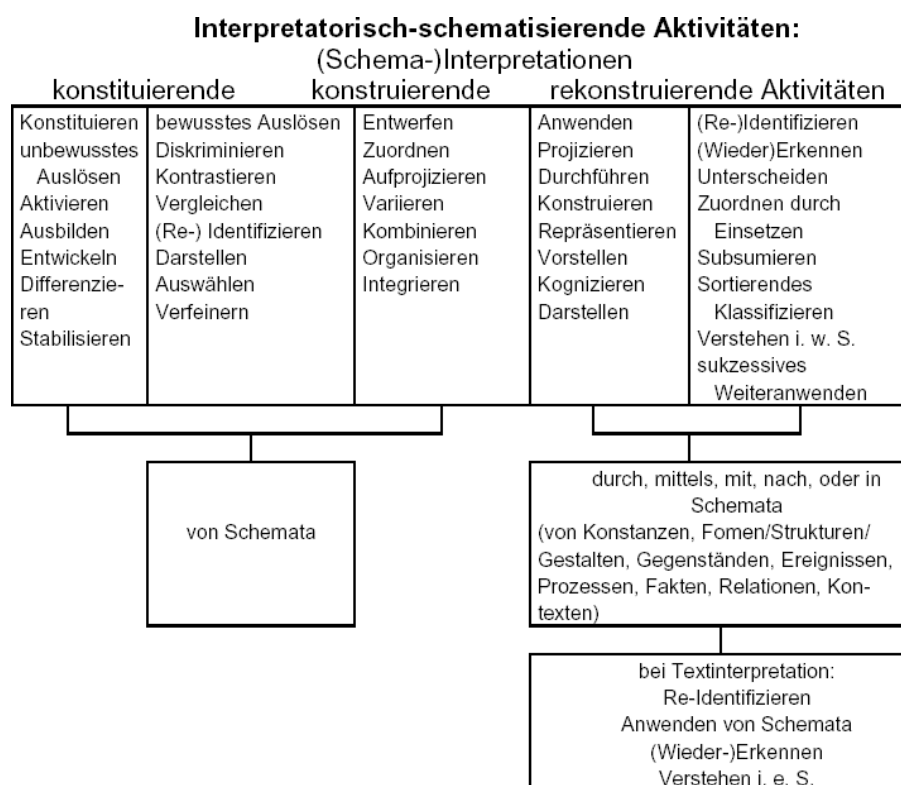 Interpretatorisch-schematisierende Aktivitäten:
(Schema-)Interpretationen
konstituierende konstruierende rekonstruierende Aktivitäten
Konstituieren
unbewusstes
Auslösen
Aktivieren
Ausbilden
Entwickeln
Differenzie-
ren
Stabilisieren
bewusstes Auslösen
Diskriminieren
Kontrastieren
Vergleichen
(Re-) Identifizieren
Darstellen
Auswählen
Verfeinern
Entwerfen
Zuordnen
Aufprojizieren
Variieren
Kombinieren
Organisieren
Integrieren
Anwenden
Projizieren
Durchführen
Konstruieren
Repräsentieren
Vorstellen
Kognizieren
Darstellen
(Re-)Identifizieren
(Wieder)Erkennen
Unterscheiden
Zuordnen durch
Einsetzen
Subsumieren
Sortierendes
Klassifizieren
Verstehen i. w. S.
sukzessives
Weiteranwenden
von Schemata
durch, mittels, mit, nach, oder in
Schemata
(von Konstanzen, Fomen/Strukturen/
Gestalten, Gegenständen, Ereignissen,
Prozessen, Fakten, Relationen, Kon-
texten)
bei Textinterpretation:
Re-Identifizieren
Anwenden von Schemata
(Wieder-)Erkennen
Verstehen i. e. S.